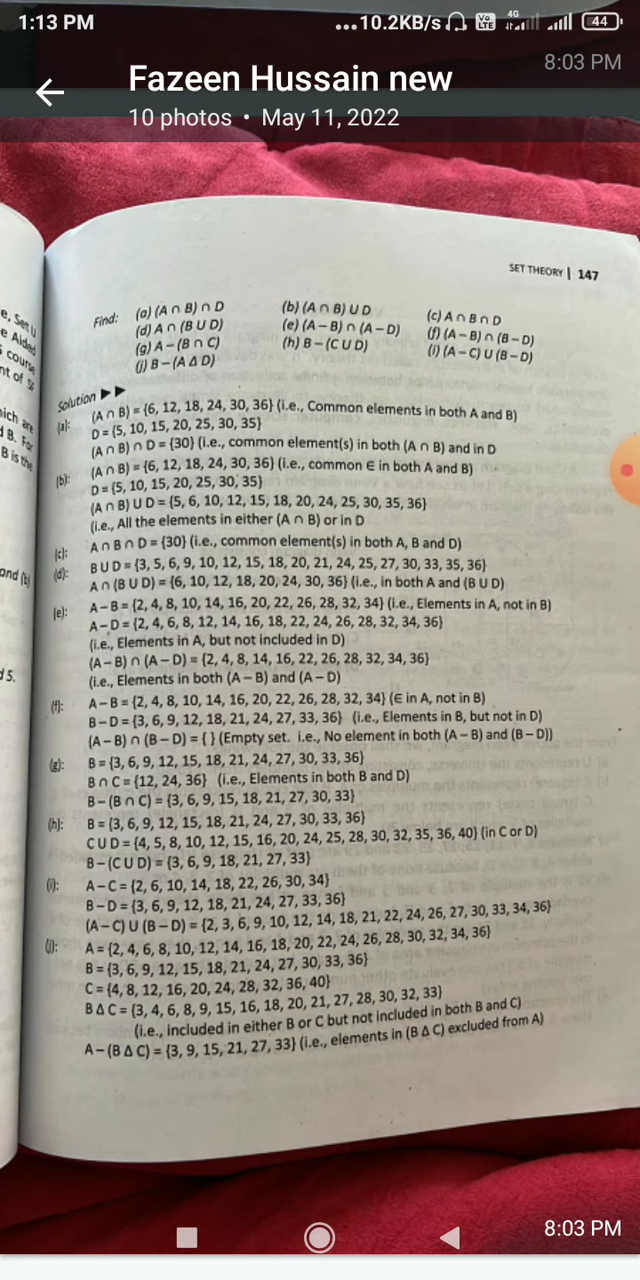 1:13 PM
...10.2KB/s Vo LTE 4G 44
8:03 PM
Fazeen Hussain new
10 photos • May 11, 2022
SET THEORY | 147
Find: (a) (A ∩ B) ∩ D (b) (A ∩ B) U D (c) A ∩ B ∩ D
(d) A ∩ (B U D) (e) (A – B) ∩ (A – D) (f) (A – B) ∩ (B – D)
(g) A – (B ∩ C) (h) B – (C U D) (i) (A – C) U (B – D)
(j) B – (A Δ D)
Solution ►►
(a): (A ∩ B) = {6, 12, 18, 24, 30, 36} (i.e., Common elements in both A and B)
D = {5, 10, 15, 20, 25, 30, 35}
(A ∩ B) ∩ D = {30} (i.e., common element(s) in both (A ∩ B) and in D
(b): (A ∩ B) = {6, 12, 18, 24, 30, 36} (i.e., common ∈ in both A and B)
D = {5, 10, 15, 20, 25, 30, 35}
(A ∩ B) U D = {5, 6, 10, 12, 15, 18, 20, 24, 25, 30, 35, 36}
(i.e., All the elements in either (A ∩ B) or in D
(c): A ∩ B ∩ D = {30} (i.e., common element(s) in both A, B and D)
(d): B U D = {3, 5, 6, 9, 10, 12, 15, 18, 20, 21, 24, 25, 27, 30, 33, 35, 36}
A ∩ (B U D) = {6, 10, 12, 18, 20, 24, 30, 36} (i.e., in both A and (B U D)
(e): A – B = {2, 4, 8, 10, 14, 16, 20, 22, 26, 28, 32, 34} (i.e., Elements in A, not in B)
A – D = {2, 4, 6, 8, 12, 14, 16, 18, 22, 24, 26, 28, 32, 34, 36}
(i.e., Elements in A, but not included in D)
(A – B) ∩ (A – D) = {2, 4, 8, 14, 16, 22, 26, 28, 32, 34, 36}
(i.e., Elements in both (A – B) and (A – D)
(f): A – B = {2, 4, 8, 10, 14, 16, 20, 22, 26, 28, 32, 34} (∈ in A, not in B)
B – D = {3, 6, 9, 12, 18, 21, 24, 27, 33, 36} (i.e., Elements in B, but not in D)
(A – B) ∩ (B – D) = { } (Empty set. i.e., No element in both (A – B) and (B – D))
(g): B = {3, 6, 9, 12, 15, 18, 21, 24, 27, 30, 33, 36}
B ∩ C = {12, 24, 36} (i.e., Elements in both B and D)
B – (B ∩ C) = {3, 6, 9, 15, 18, 21, 27, 30, 33}
(h): B = {3, 6, 9, 12, 15, 18, 21, 24, 27, 30, 33, 36}
C U D = {4, 5, 8, 10, 12, 15, 16, 20, 24, 25, 28, 30, 32, 35, 36, 40} (in C or D)
B – (C U D) = {3, 6, 9, 18, 21, 27, 33}
(i): A – C = {2, 6, 10, 14, 18, 22, 26, 30, 34}
B – D = {3, 6, 9, 12, 18, 21, 24, 27, 33, 36}
(A – C) U (B – D) = {2, 3, 6, 9, 10, 12, 14, 18, 21, 22, 24, 26, 27, 30, 33, 34, 36}
(j): A = {2, 4, 6, 8, 10, 12, 14, 16, 18, 20, 22, 24, 26, 28, 30, 32, 34, 36}
B = {3, 6, 9, 12, 15, 18, 21, 24, 27, 30, 33, 36}
C = {4, 8, 12, 16, 20, 24, 28, 32, 36, 40}
B Δ C = {3, 4, 6, 8, 9, 15, 16, 18, 20, 21, 27, 28, 30, 32, 33}
(i.e., included in either B or C but not included in both B and C)
A – (B Δ C) = {3, 9, 15, 21, 27, 33} (i.e., elements in (B Δ C) excluded from A)
8:03 PM